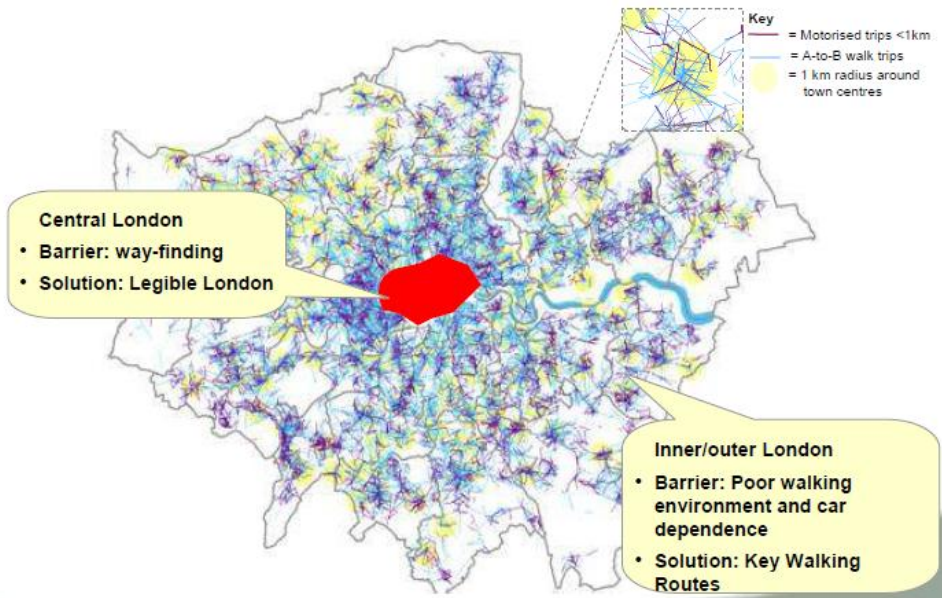 Key
= Motorised trips <1km
= A-to-B walk trips
= 1 km radius around
town centres
Central London
• Barrier: way-finding
• Solution: Legible London
Inner/outer London
• Barrier: Poor walking
environment and car
dependence
• Solution: Key Walking
Routes